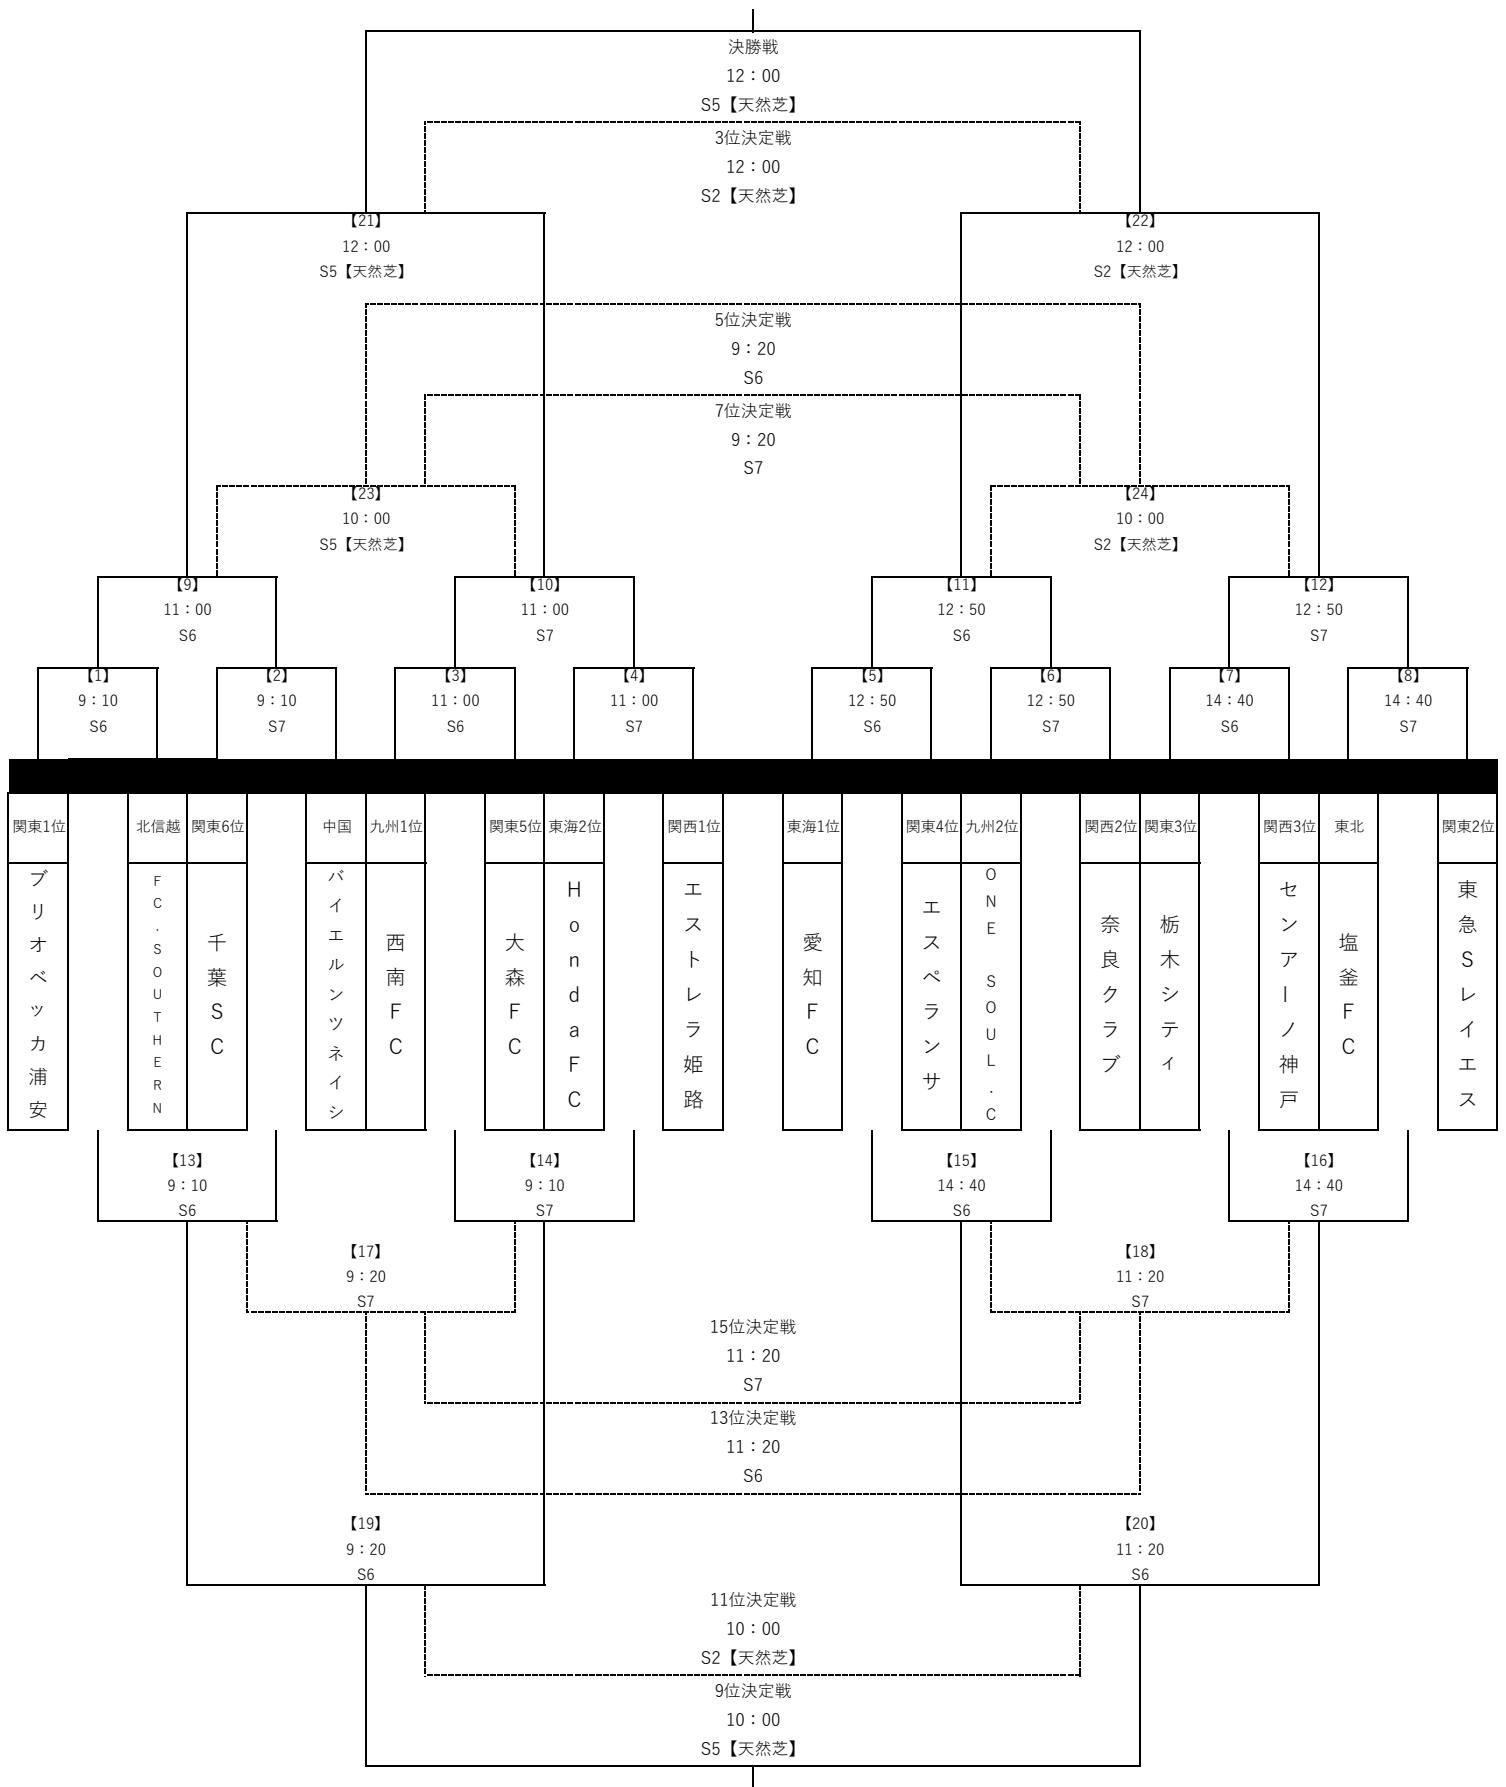 決勝戦
12：00
S5【天然芝】
3位決定戦
12：00
S2【天然芝】
【21】
12：00
S5【天然芝】
【22】
12：00
S2【天然芝】
5位決定戦
9：20
S6
7位決定戦
9：20
S7
【23】
10：00
S5【天然芝】
【24】
10：00
S2【天然芝】
【9】
11：00
S6
【10】
11：00
S7
【11】
12：50
S6
【12】
12：50
S7
【1】
9：10
S6
【2】
9：10
S7
【3】
11：00
S6
【4】
11：00
S7
【5】
12：50
S6
【6】
12：50
S7
【7】
14：40
S6
【8】
14：40
S7
関東1位
ブリオベッカ浦安
北信越
FC.SOUTHERN
関東6位
千葉SC
中国
バイエルンツネイシ
九州1位
西南FC
関東5位
大森FC
東海2位
HondaFC
関西1位
エストレラ姫路
東海1位
愛知FC
関東4位
エスペランサ
九州2位
ONE SOUL.C
関西2位
奈良クラブ
関東3位
栃木シティ
関西3位
センアーノ神戸
東北
塩釜FC
関東2位
東急Sレイエス
【13】
9：10
S6
【14】
9：10
S7
【15】
14：40
S6
【16】
14：40
S7
【17】
9：20
S7
【18】
11：20
S7
15位決定戦
11：20
S7
13位決定戦
11：20
S6
【19】
9：20
S6
【20】
11：20
S6
11位決定戦
10：00
S2【天然芝】
9位決定戦
10：00
S5【天然芝】